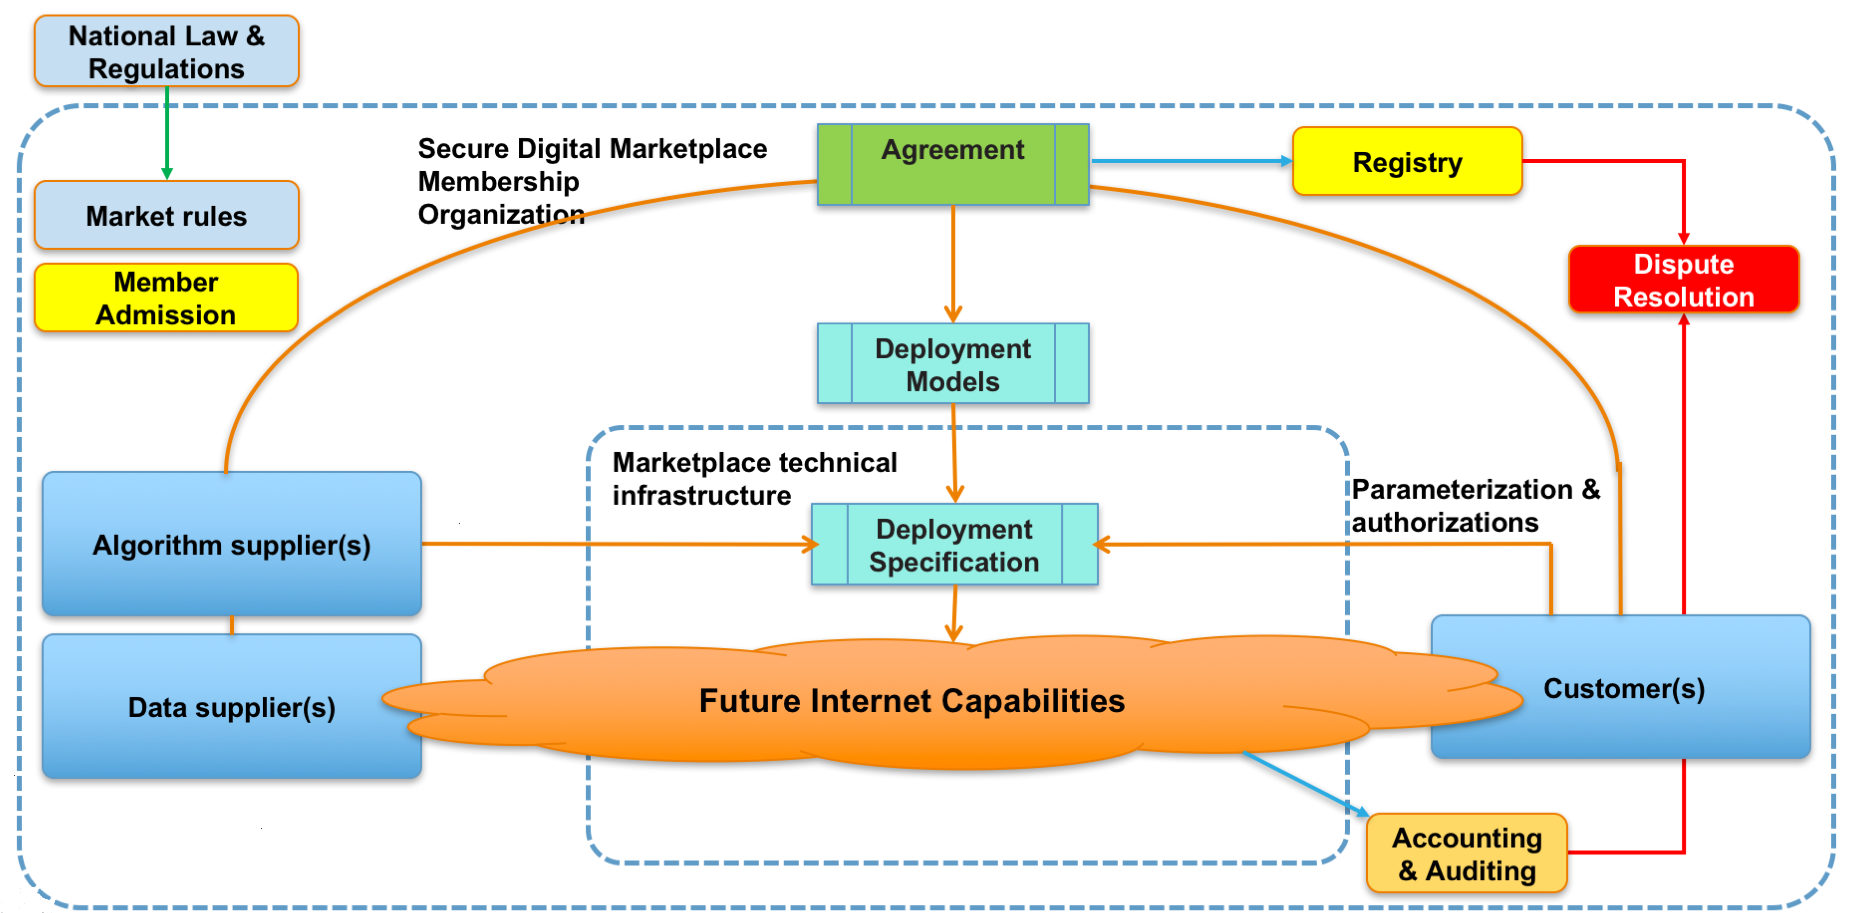 National Law &
Regulations
Secure Digital Marketplace
Membership
Organization
Agreement
Registry
Market rules
Member
Admission
Dispute
Resolution
Deployment
Models
Marketplace technical
infrastructure
Parameterization &
authorizations
Algorithm supplier(s)
Deployment
Specification
Data supplier(s)
Future Internet Capabilities
Customer(s)
Accounting
& Auditing